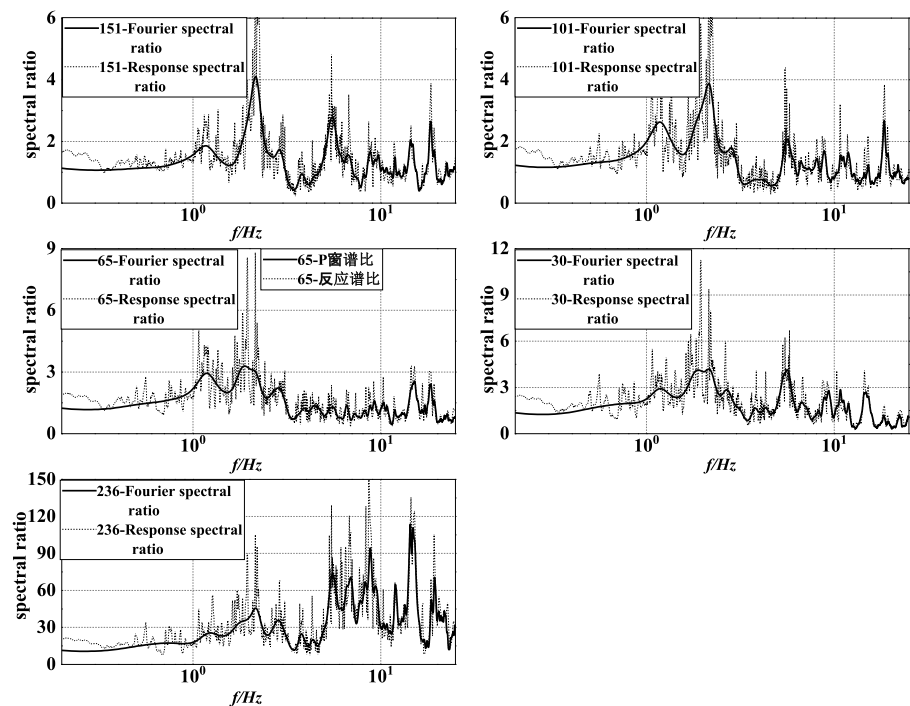 6
4
2
0
spectral ratio
151-Fourier spectral
ratio
151-Response spectral
ratio
10⁰
10¹
f/Hz
6
4
2
0
spectral ratio
101-Fourier spectral
ratio
101-Response spectral
ratio
10⁰
10¹
f/Hz
9
6
3
0
spectral ratio
65-Fourier spectral
ratio
65-Response spectral
ratio
65-P窗谱比
65-反应谱比
10⁰
10¹
f/Hz
12
9
6
3
0
spectral ratio
30-Fourier spectral
ratio
30-Response spectral
ratio
10⁰
10¹
f/Hz
150
120
90
60
30
0
spectral ratio
236-Fourier spectral
ratio
236-Response spectral
ratio
10⁰
10¹
f/Hz